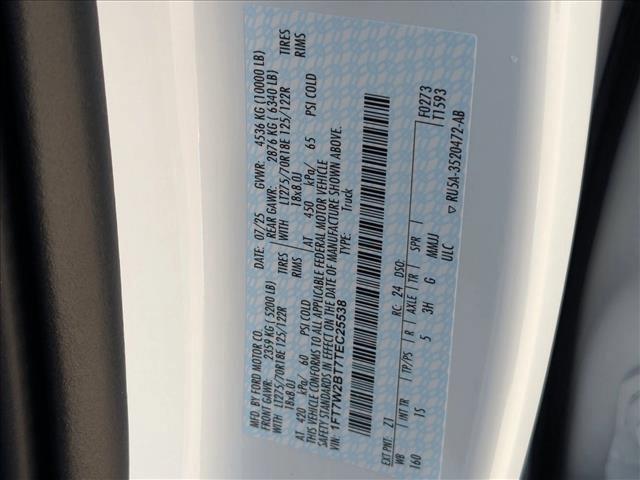 MFD. BY FORD MOTOR CO. DATE: 07/25 GVWR: 4536 KG (10000 LB)
FRONT GAWR: 2359 KG (5200 LB) REAR GAWR: 2876 KG (6340 LB)
WITH LT275/70R18E 125/122R TIRES WITH LT275/70R18E 125/122R TIRES
18x8.0J RIMS 18x8.0J RIMS
AT 420 kPa/ 60 PSI COLD AT 450 kPa/ 65 PSI COLD
THIS VEHICLE CONFORMS TO ALL APPLICABLE FEDERAL MOTOR VEHICLE
SAFETY STANDARDS IN EFFECT ON THE DATE OF MANUFACTURE SHOWN ABOVE.
VIN: 1FT7W2BT7TEC25538 TYPE: Truck
F0273
T1593
EXT PNT: Z1 RC: 24 DSO:
WB INT TR TP/PS R AXLE TR SPR
160 15 5 3H G MMJJ
ULC ▽ RU5A-3520472-AB